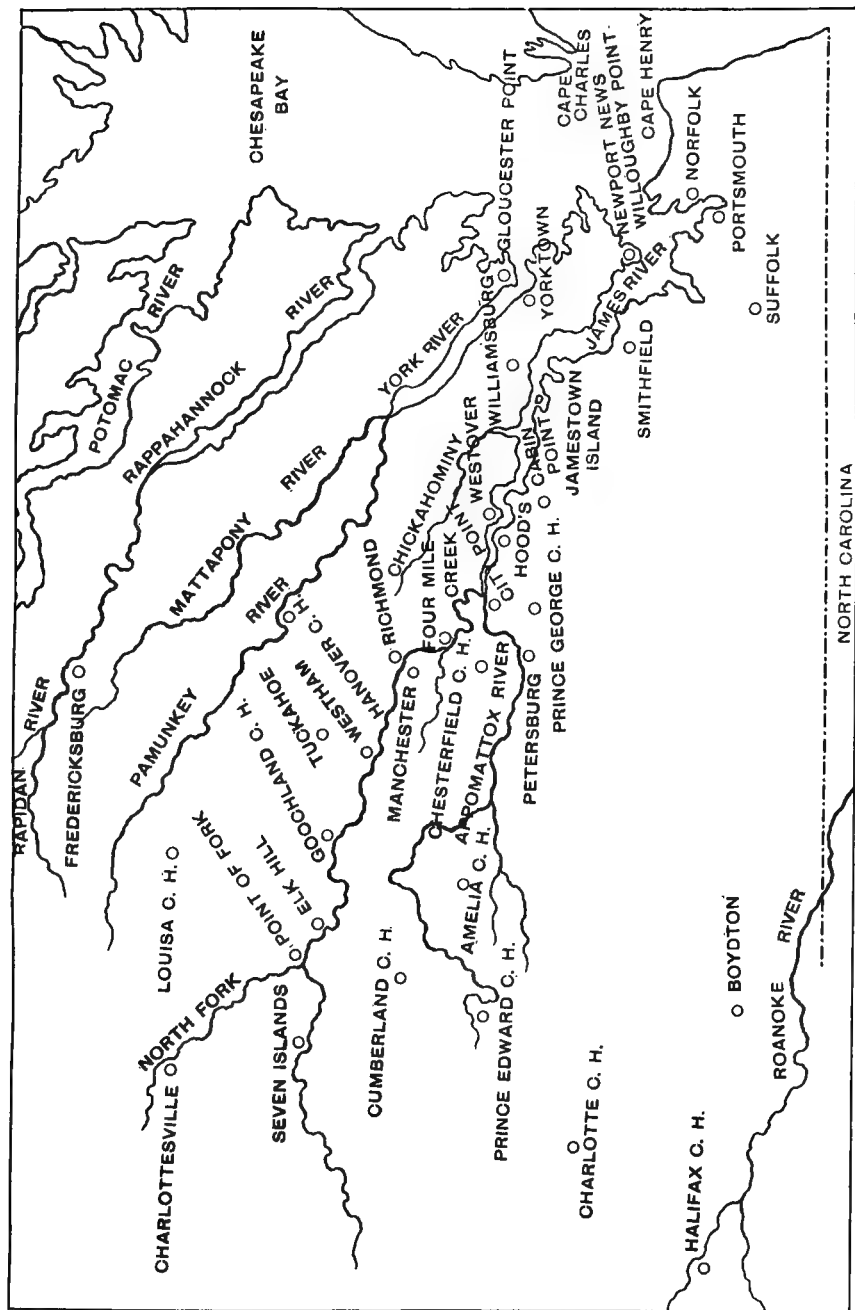 RAPIDAN
RIVER
FREDERICKSBURG
POTOMAC
RIVER
RAPPAHANNOCK
RIVER
CHESAPEAKE
BAY
MATTAPONY
RIVER
PAMUNKEY
RIVER
YORK RIVER
LOUISA C. H.
NORTH FORK
CHARLOTTESVILLE
POINT OF FORK
ELK HILL
GOOCHLAND C. H.
TUCKAHOE
WESTHAM
HANOVER C. H.
SEVEN ISLANDS
RICHMOND
CHICKAHOMINY
MANCHESTER
FOUR MILE
CREEK
CUMBERLAND C. H.
CHESTERFIELD C. H.
AMELIA C. H.
APPOMATTOX RIVER
PRINCE EDWARD C. H.
PETERSBURG
PRINCE GEORGE C. H.
CIT
POINT
HOOD'S
WESTOVER
CABIN
POINT
WILLIAMSBURG
GLOUCESTER POINT
YORKTOWN
JAMESTOWN
ISLAND
CAPE
CHARLES
NEWPORT NEWS
WILLOUGHBY POINT
CAPE HENRY
JAMES RIVER
SMITHFIELD
NORFOLK
PORTSMOUTH
SUFFOLK
CHARLOTTE C. H.
HALIFAX C. H.
BOYDTON
ROANOKE
RIVER
NORTH CAROLINA